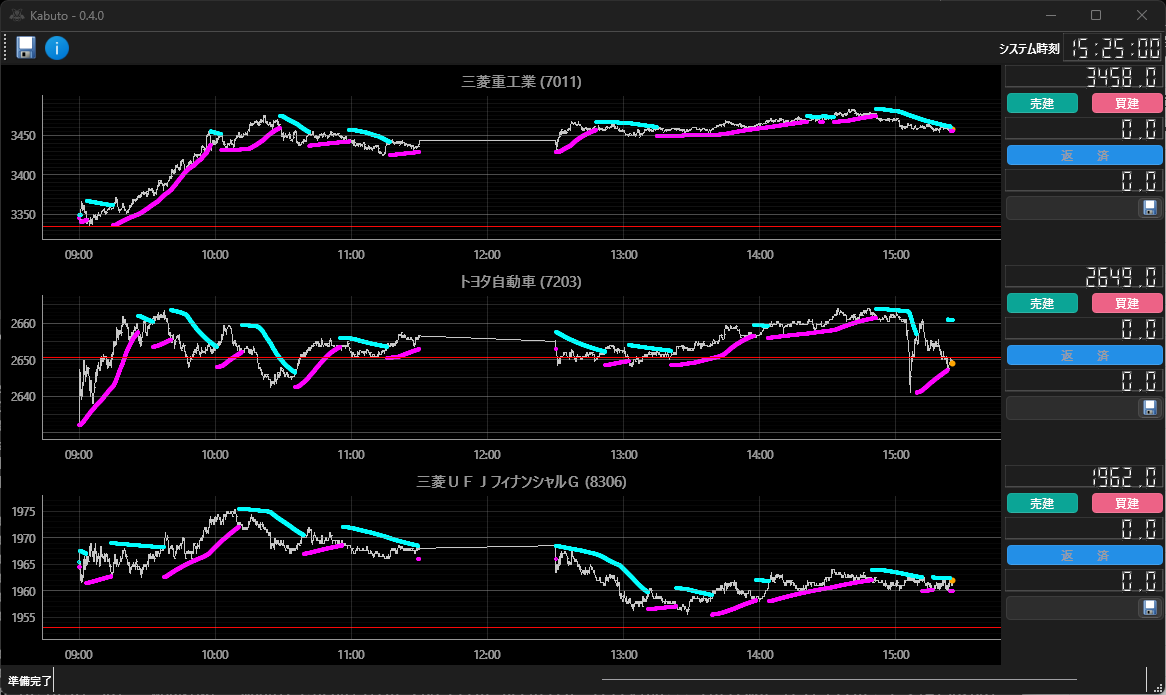 Kabuto - 0.4.0
システム時刻 15:25:00
三菱重工業 (7011)
3450
3400
3350
09:00 10:00 11:00 12:00 13:00 14:00 15:00
3458.0
売建 買建
0.0
返 済
0.0
トヨタ自動車 (7203)
2660
2650
2640
09:00 10:00 11:00 12:00 13:00 14:00 15:00
2649.0
売建 買建
0.0
返 済
0.0
三菱ＵＦＪフィナンシャルＧ (8306)
1975
1970
1965
1960
1955
09:00 10:00 11:00 12:00 13:00 14:00 15:00
1962.0
売建 買建
0.0
返 済
0.0
準備完了